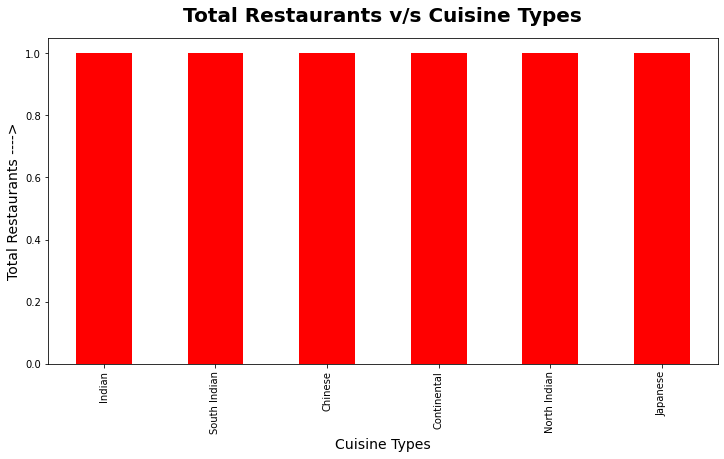 Total Restaurants v/s Cuisine Types
Total Restaurants ---->
1.0
0.8
0.6
0.4
0.2
0.0
Indian
South Indian
Chinese
Continental
North Indian
Japanese
Cuisine Types